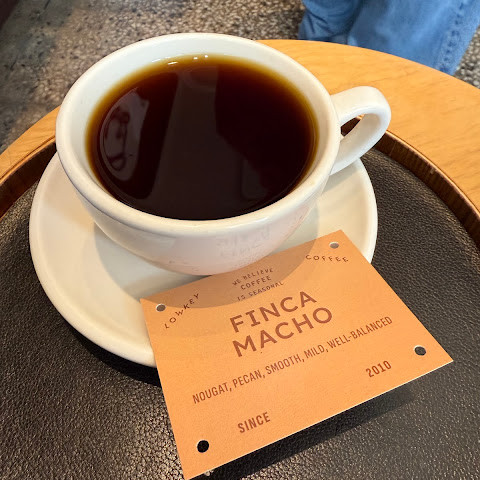 LOWKEY
WE BELIEVE
COFFEE
IS SEASONAL
COFFEE
FINCA
MACHO
NOUGAT, PECAN, SMOOTH, MILD, WELL-BALANCED
SINCE
2010